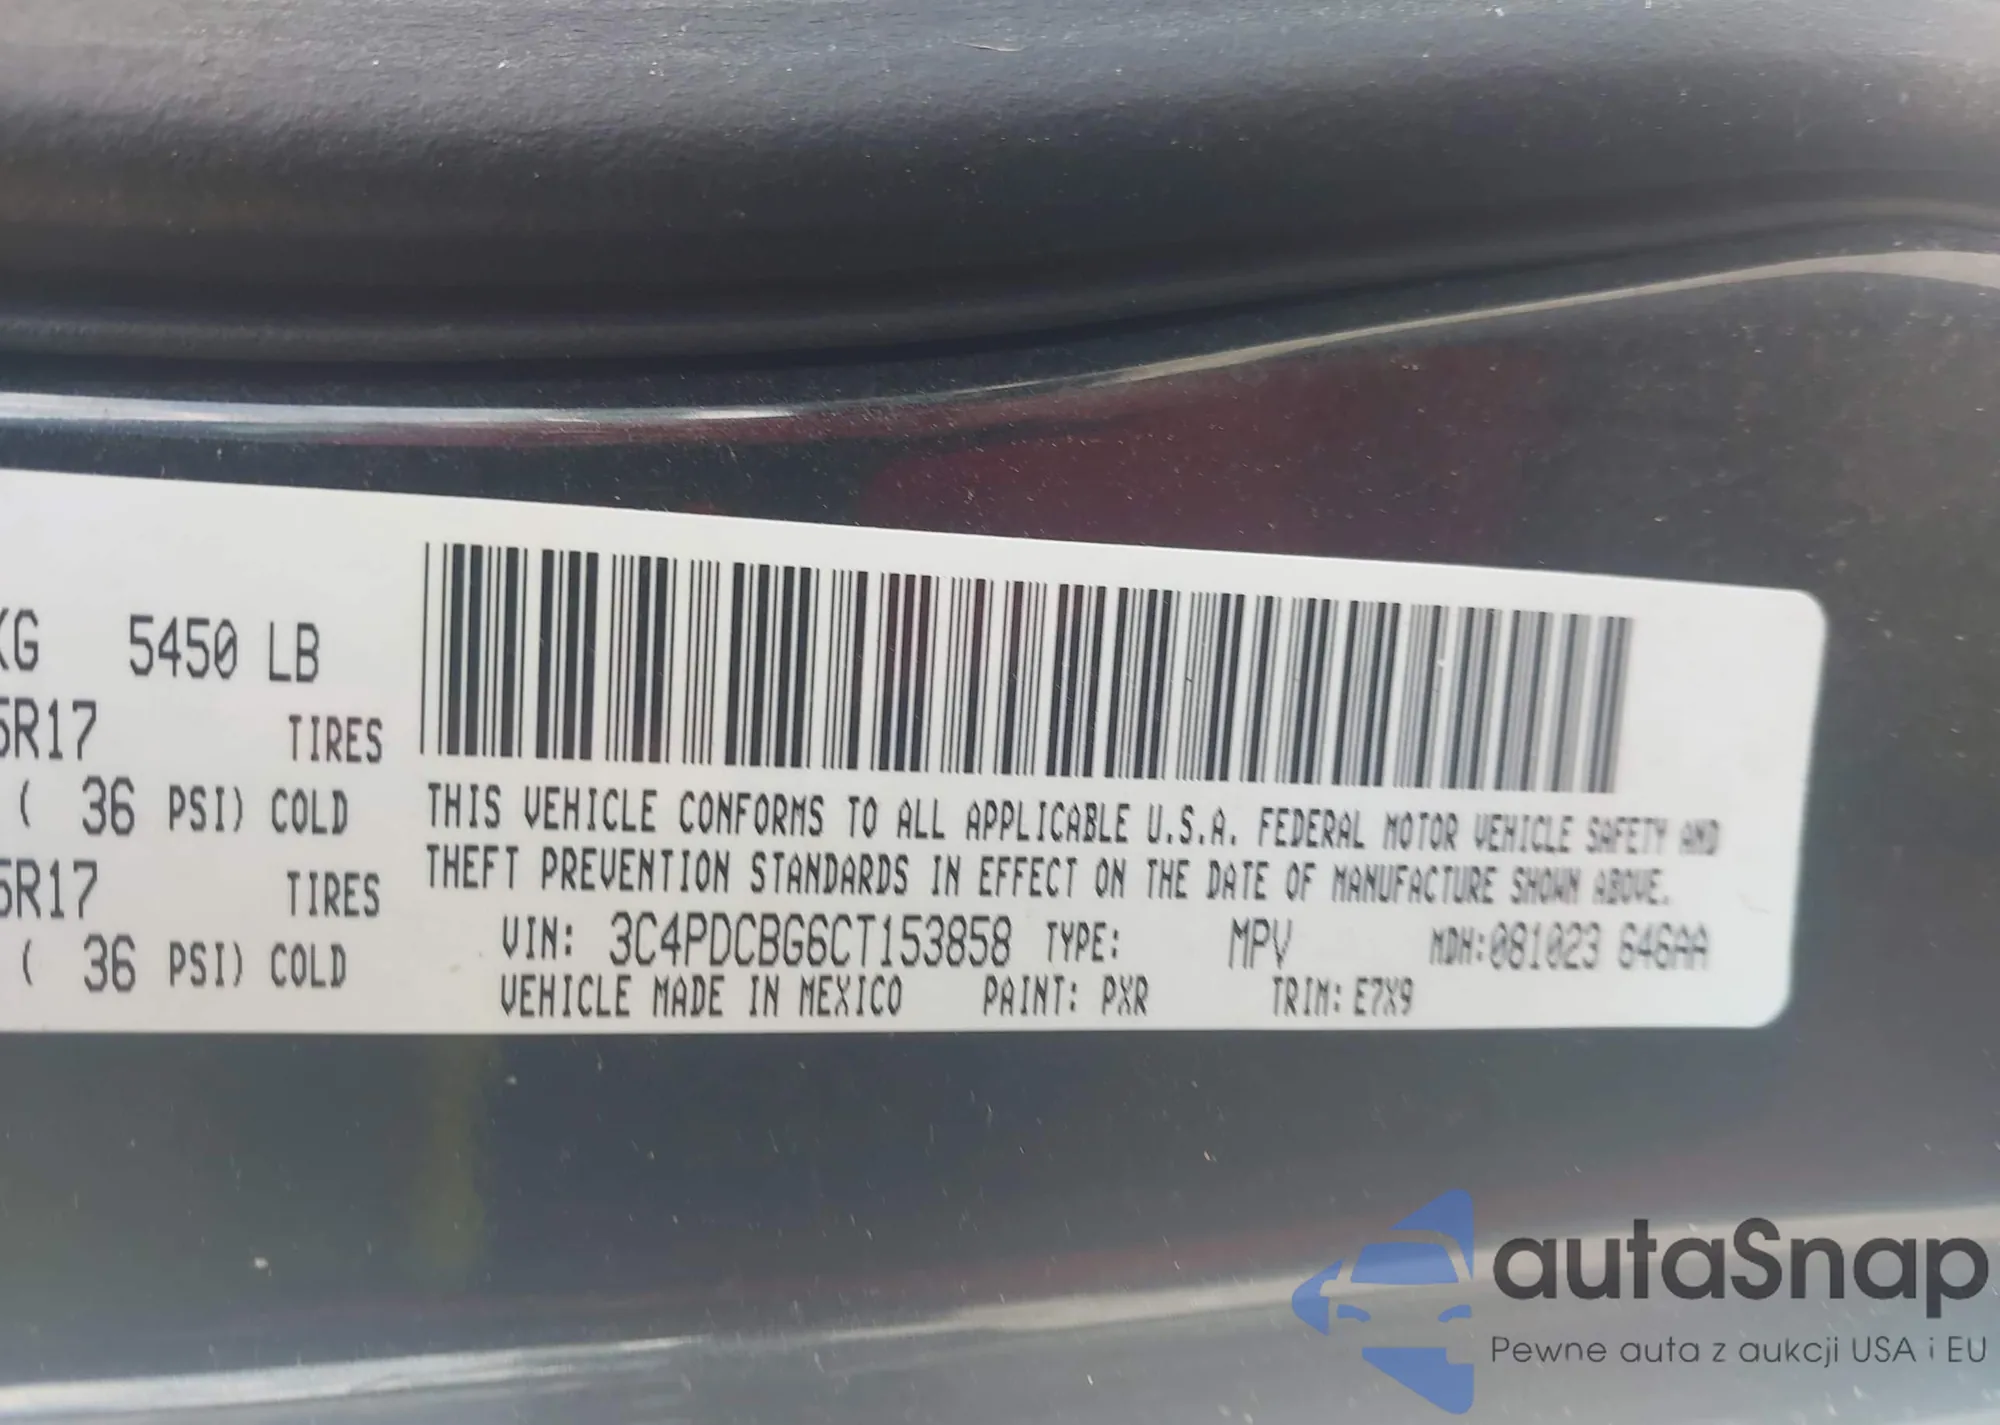 KG 5450 LB
5R17 TIRES
( 36 PSI) COLD
5R17 TIRES
( 36 PSI) COLD
THIS VEHICLE CONFORMS TO ALL APPLICABLE U.S.A. FEDERAL MOTOR VEHICLE SAFETY AND
THEFT PREVENTION STANDARDS IN EFFECT ON THE DATE OF MANUFACTURE SHOWN ABOVE.
VIN: 3C4PDCBG6CT153858 TYPE: MPV MDH:081023 646AA
VEHICLE MADE IN MEXICO PAINT: PXR TRIM: E7X9
autaSnap
Pewne auta z aukcji USA i EU